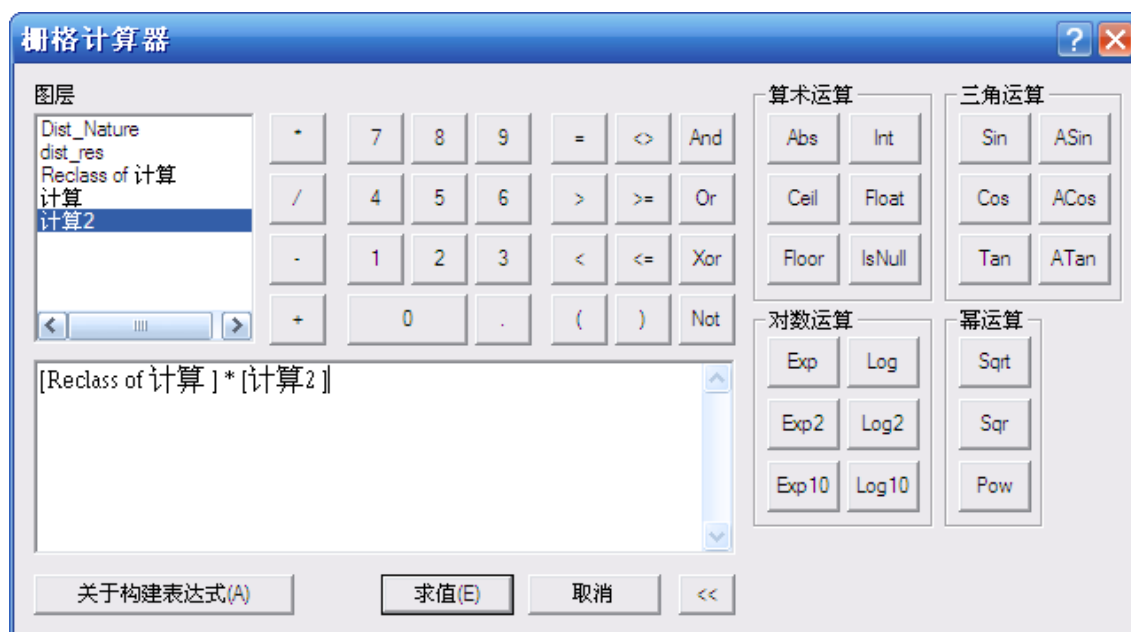 栅格计算器
图层
Dist_Nature
dist_res
Reclass of 计算
计算
计算2
* 7 8 9 = <> And
/ 4 5 6 > >= Or
- 1 2 3 < <= Xor
+ 0 . ( ) Not
[Reclass of 计算 ] * [计算2 ]
关于构建表达式(A) 求值(E) 取消 <<
算术运算
Abs Int
Ceil Float
Floor IsNull
三角运算
Sin ASin
Cos ACos
Tan ATan
对数运算
Exp Log
Exp2 Log2
Exp10 Log10
幂运算
Sqrt
Sqr
Pow